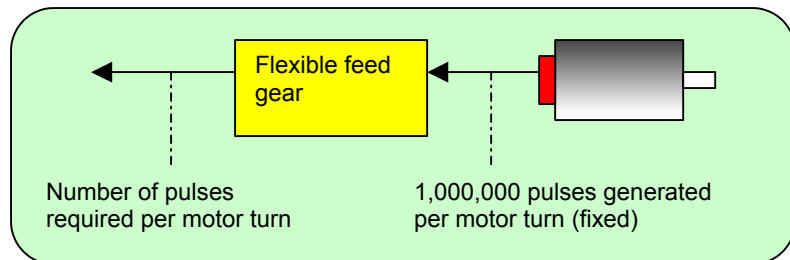 Flexible feed
gear
Number of pulses
required per motor turn
1,000,000 pulses generated
per motor turn (fixed)